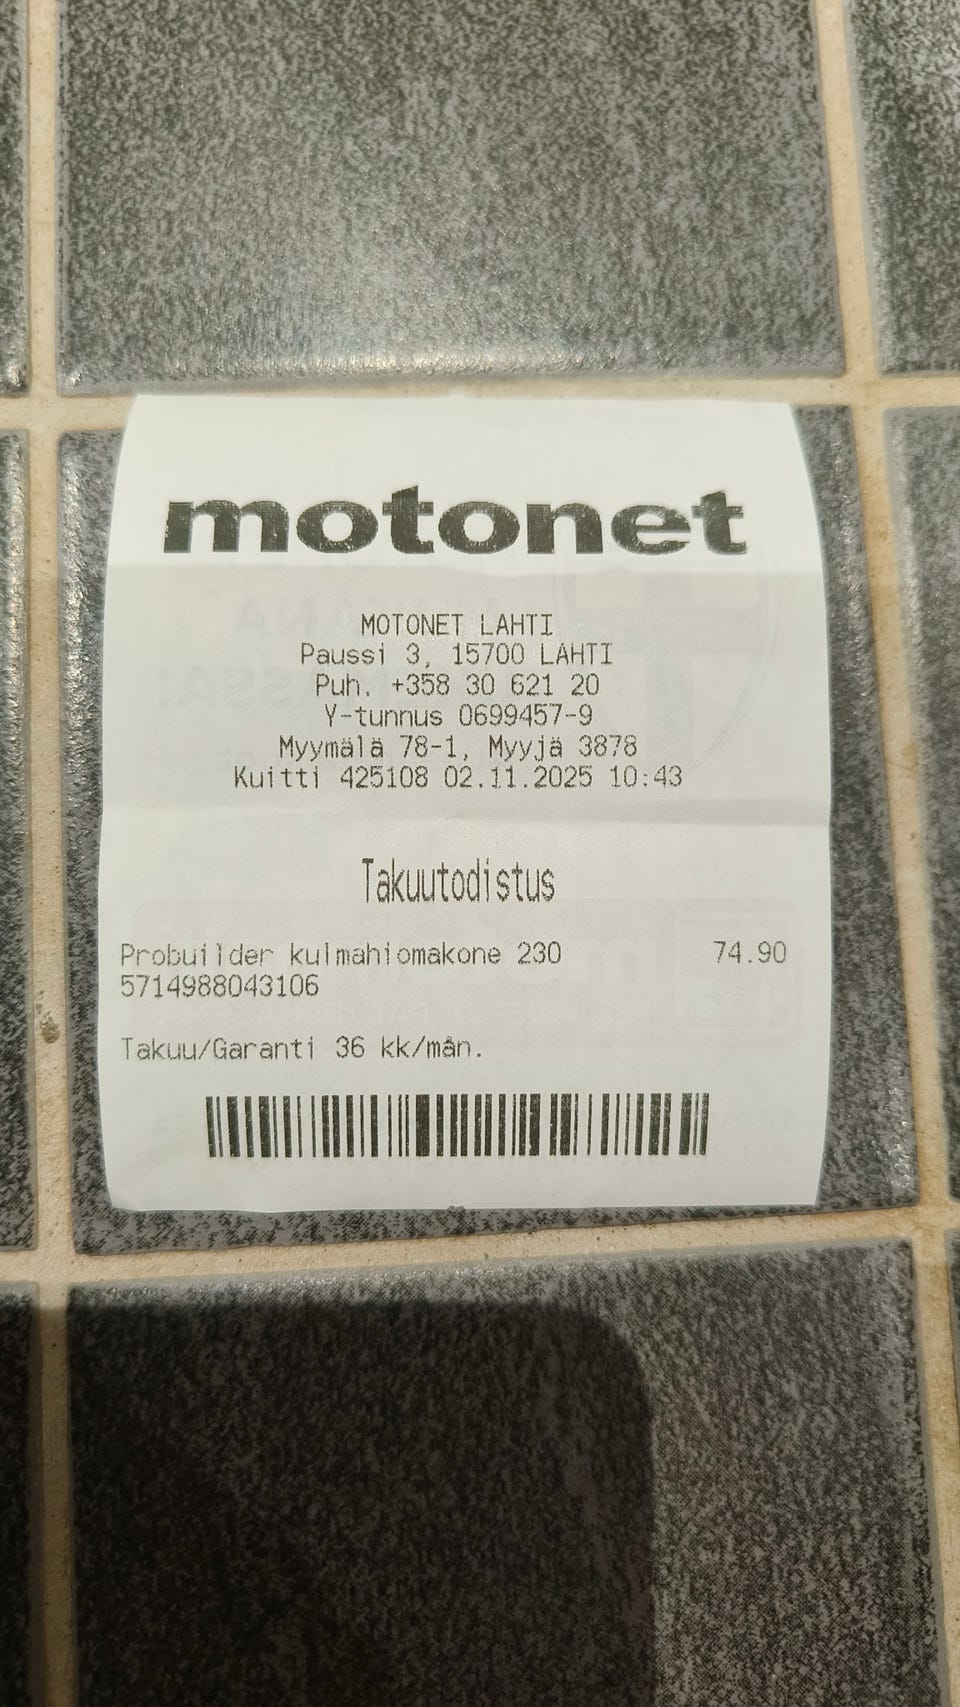 motonet
MOTONET LAHTI
Paussi 3, 15700 LAHTI
Puh. +358 30 621 20
Y-tunnus 0699457-9
Myymälä 78-1, Myyjä 3878
Kuitti 425108 02.11.2025 10:43
Takuutodistus
Probuilder kulmahiomakone 230 74.90
5714988043106
Takuu/Garanti 36 kk/mån.